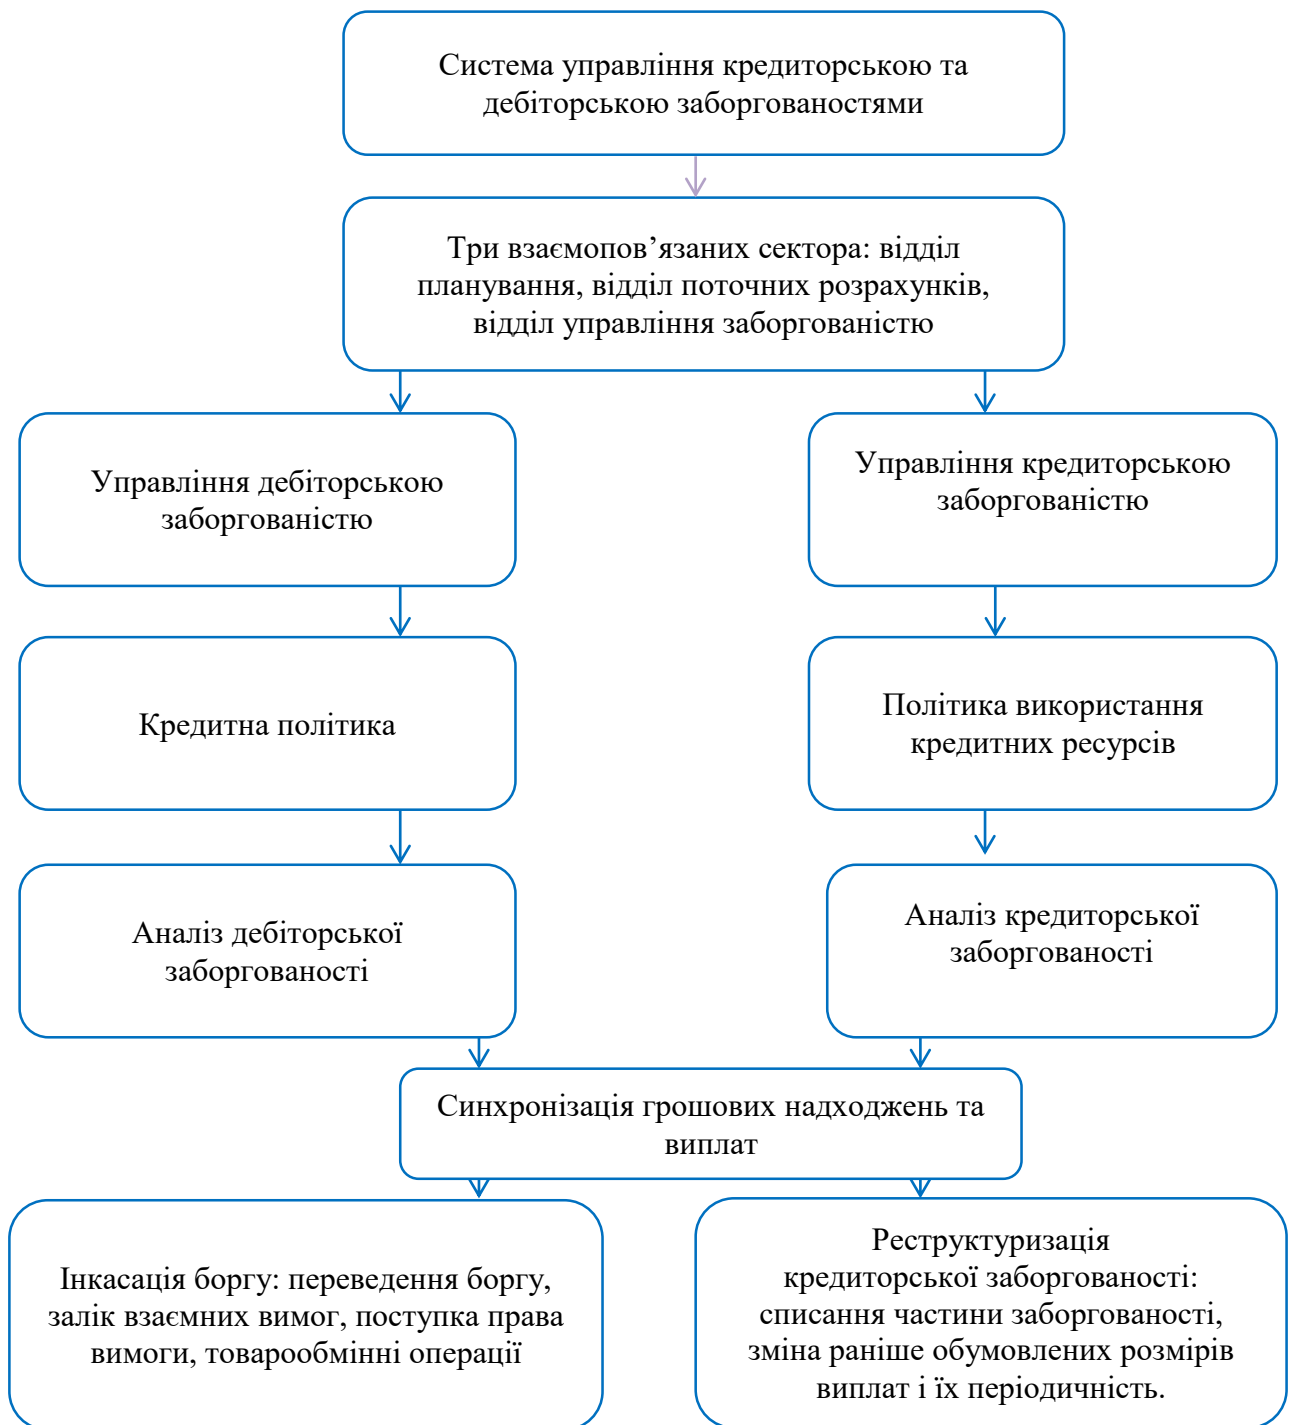 Система управління кредиторською та
дебіторською заборгованостями
Три взаємопов’язаних сектора: відділ
планування, відділ поточних розрахунків,
відділ управління заборгованістю
Управління дебіторською
заборгованістю
Управління кредиторською
заборгованістю
Кредитна політика
Політика використання
кредитних ресурсів
Аналіз дебіторської
заборгованості
Аналіз кредиторської
заборгованості
Синхронізація грошових надходжень та
виплат
Інкасація боргу: переведення боргу,
залік взаємних вимог, поступка права
вимоги, товарообмінні операції
Реструктуризація
кредиторської заборгованості:
списання частини заборгованості,
зміна раніше обумовлених розмірів
виплат і їх періодичність.